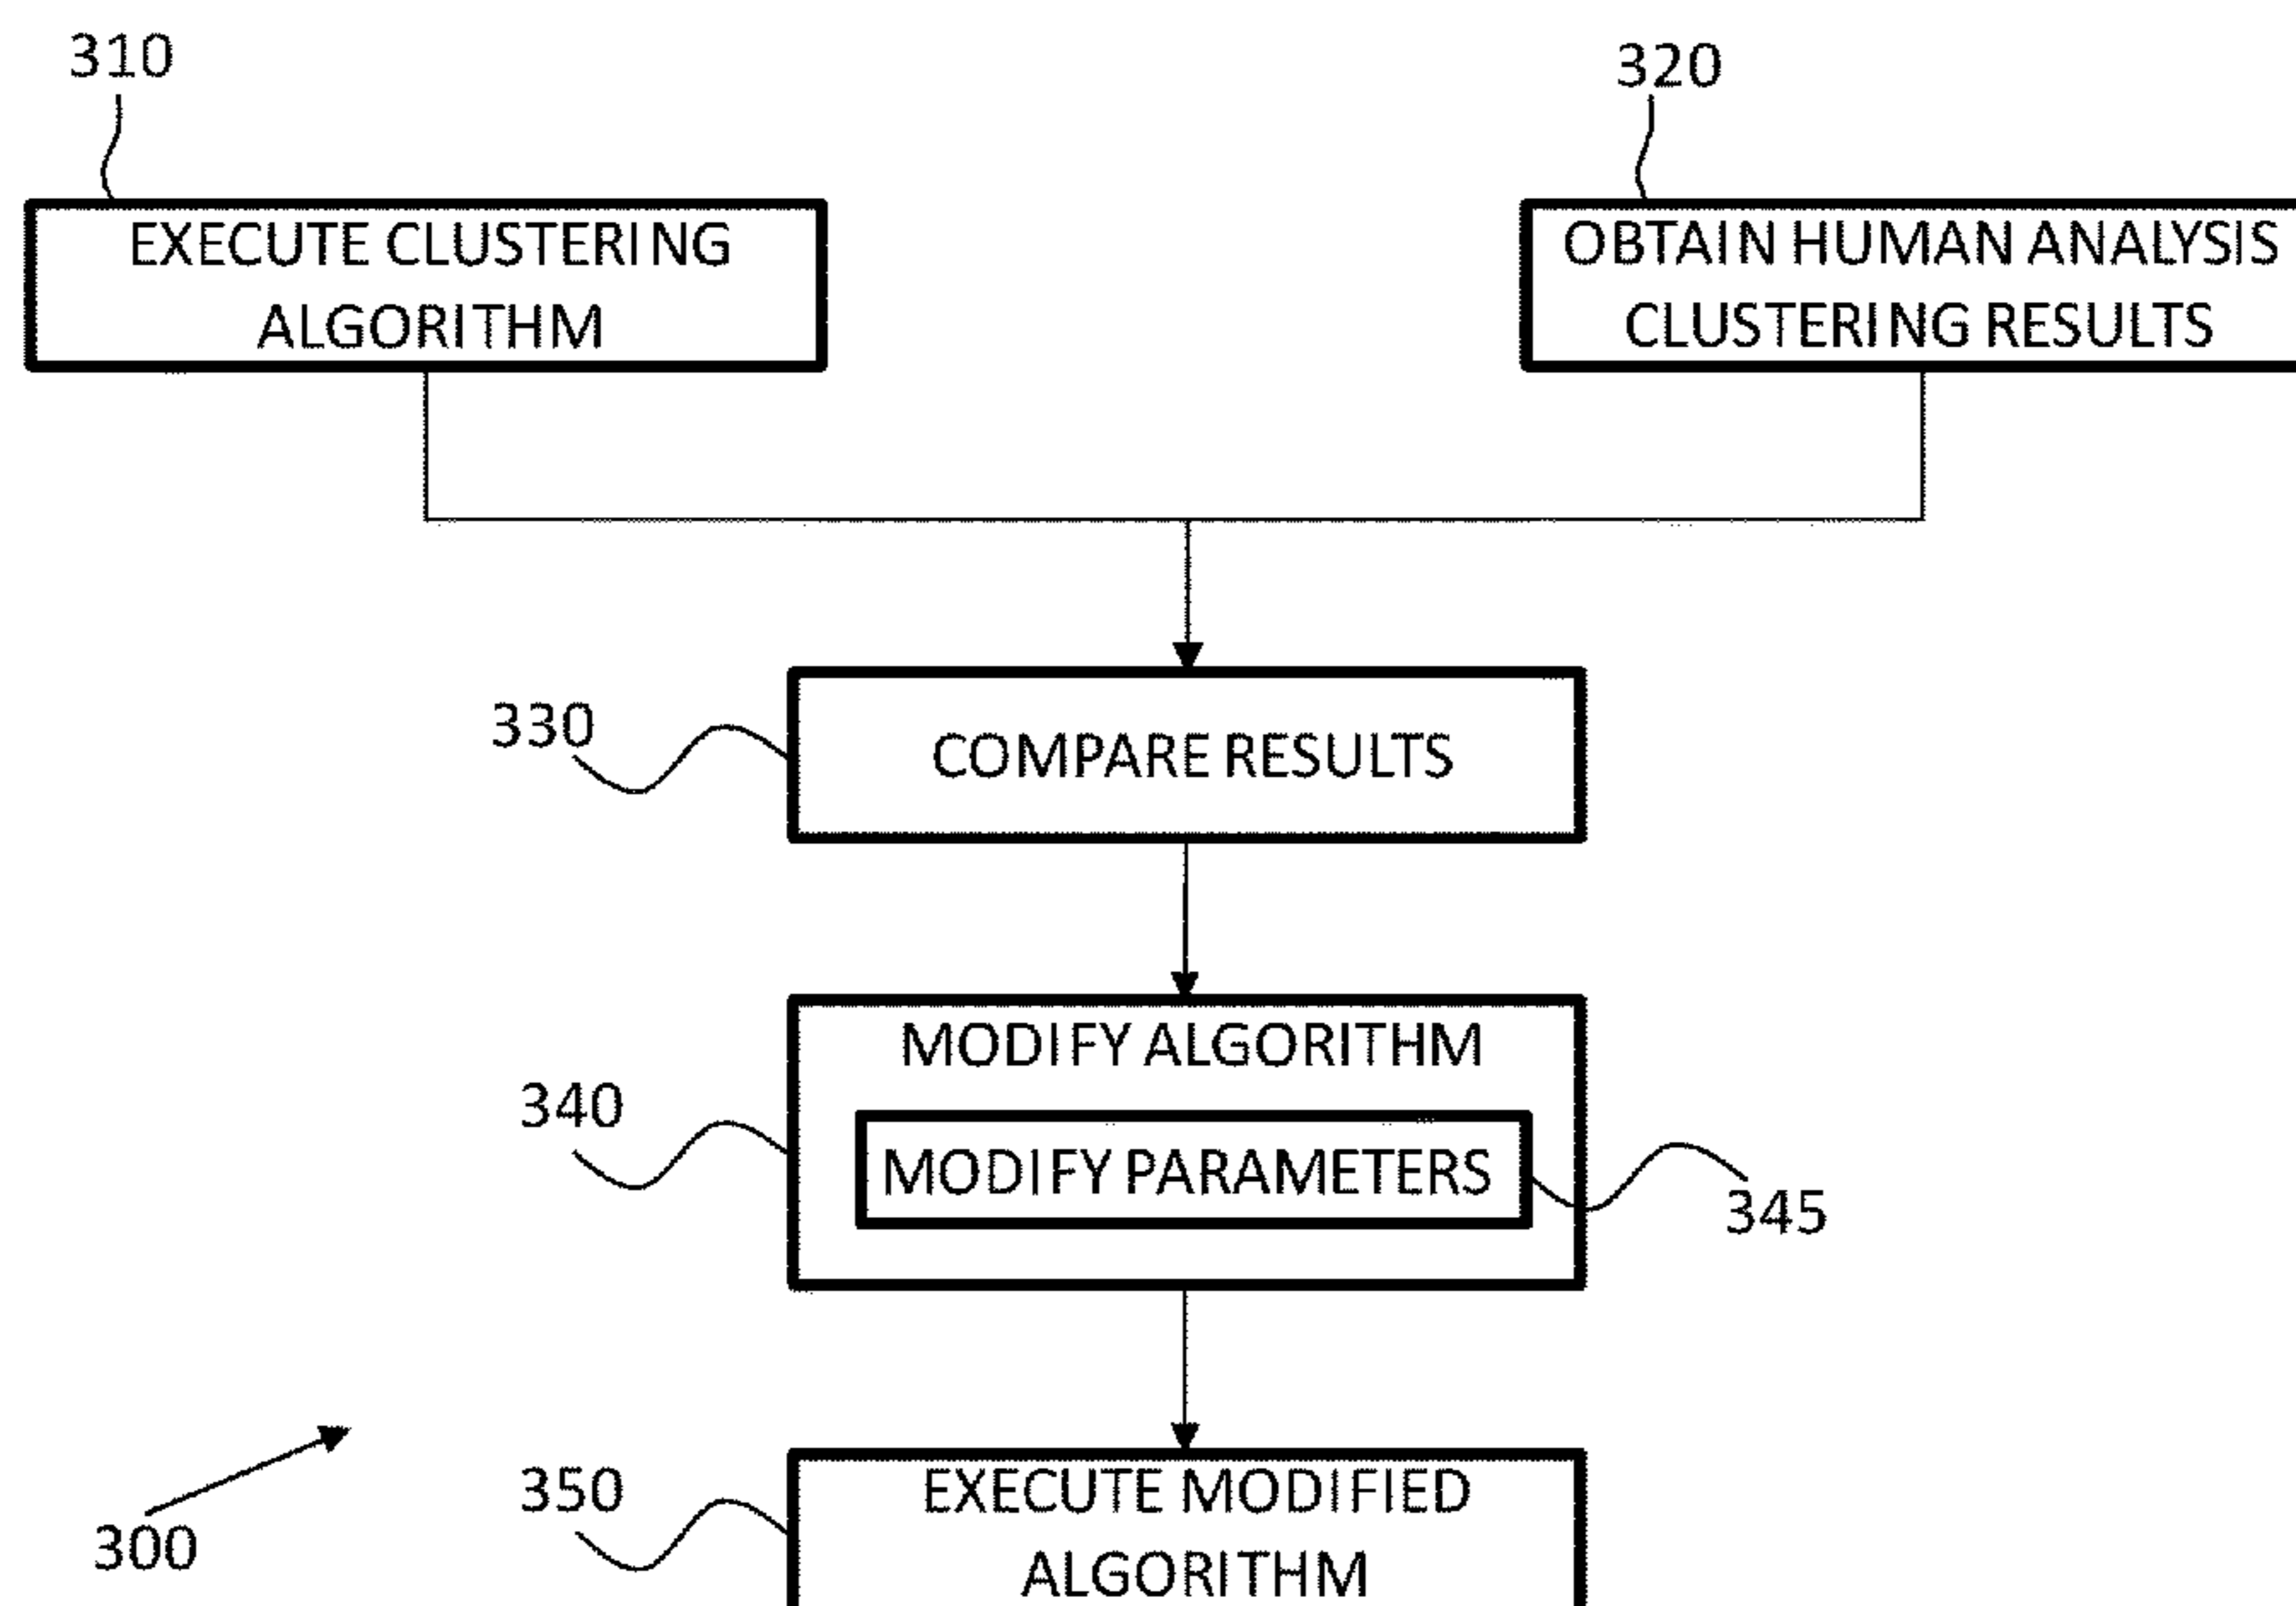 310
320
EXECUTE CLUSTERING
ALGORITHM
OBTAIN HUMAN ANALYSIS
CLUSTERING RESULTS
330
COMPARE RESULTS
MODIFY ALGORITHM
340
MODIFY PARAMETERS
345
350
EXECUTE MODIFIED
ALGORITHM
300